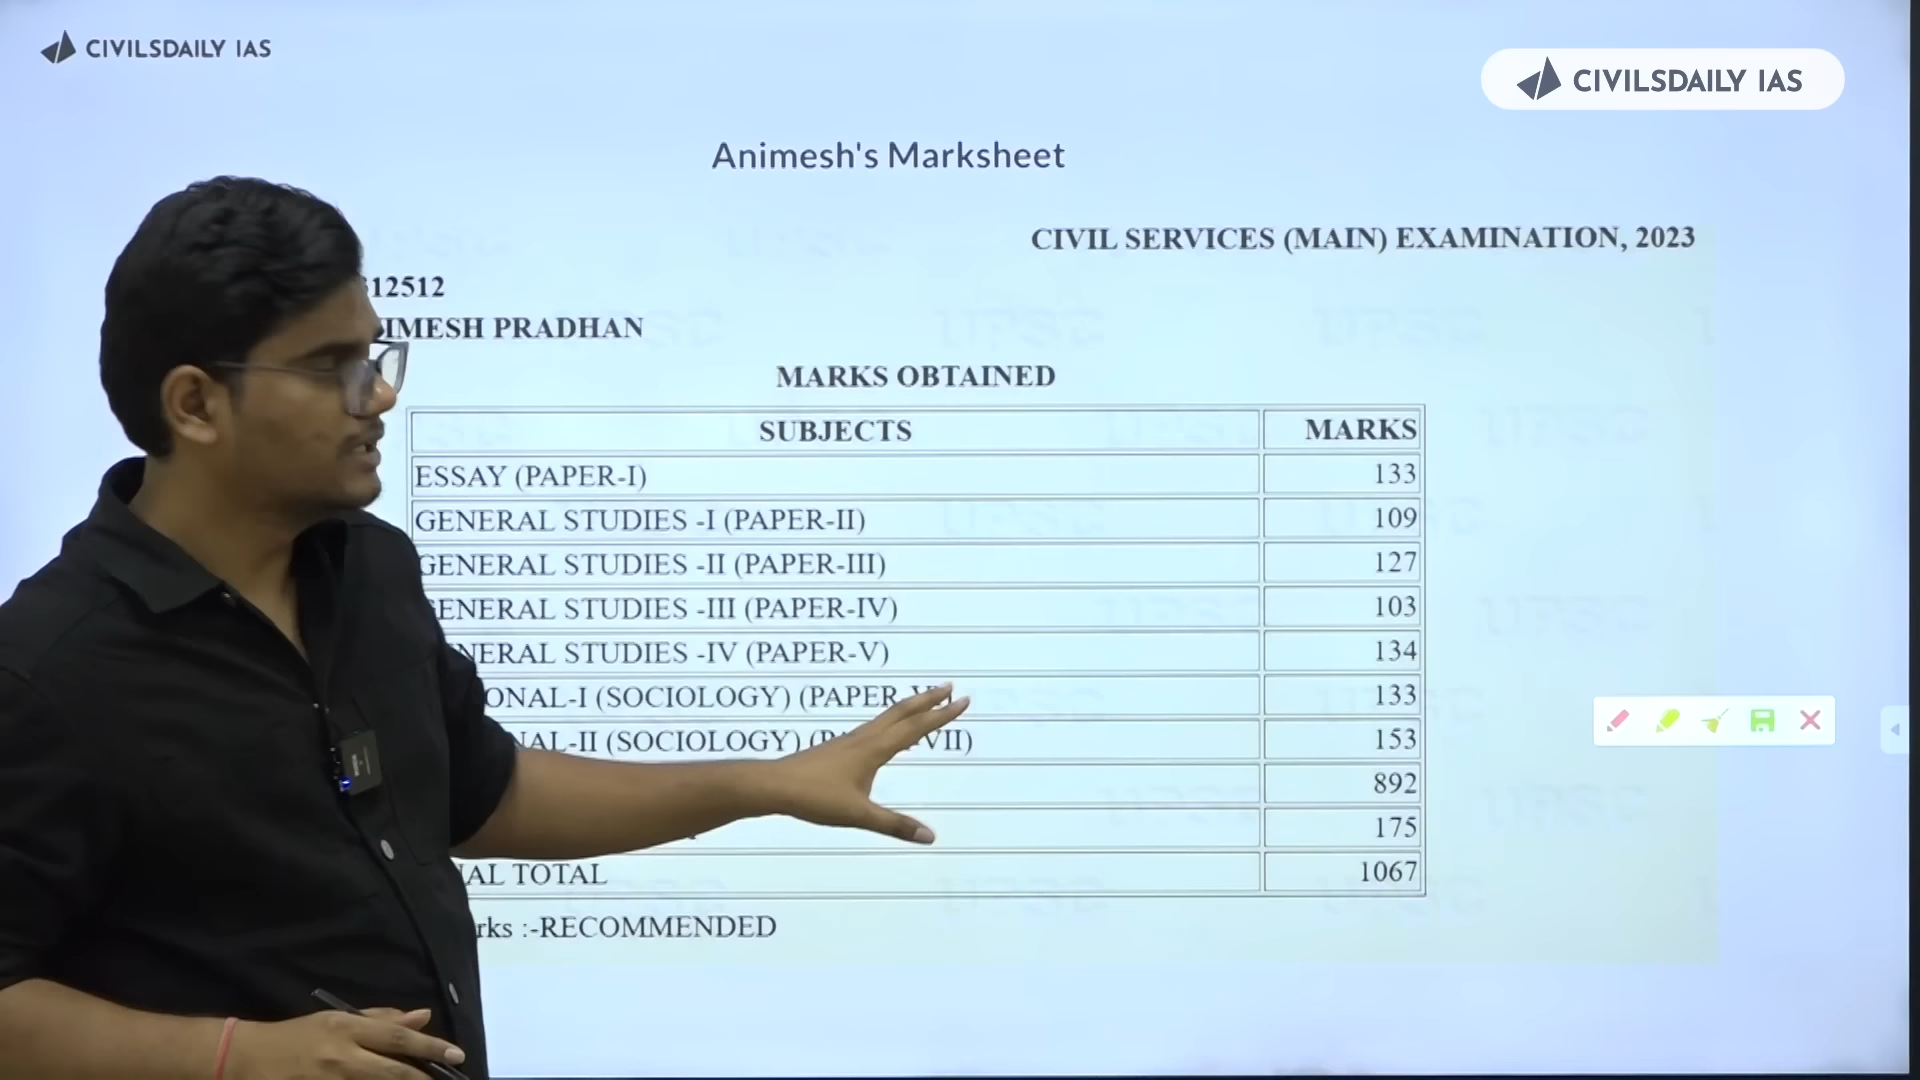 CIVILSDAILY IAS
CIVILSDAILY IAS
Animesh's Marksheet
CIVIL SERVICES (MAIN) EXAMINATION, 2023
12512
IMESH PRADHAN
MARKS OBTAINED
SUBJECTS MARKS
ESSAY (PAPER-I) 133
GENERAL STUDIES -I (PAPER-II) 109
GENERAL STUDIES -II (PAPER-III) 127
GENERAL STUDIES -III (PAPER-IV) 103
NERAL STUDIES -IV (PAPER-V) 134
ONAL-I (SOCIOLOGY) (PAPER-VI) 133
NAL-II (SOCIOLOGY) VII) 153
892
175
AL TOTAL 1067
rks :-RECOMMENDED